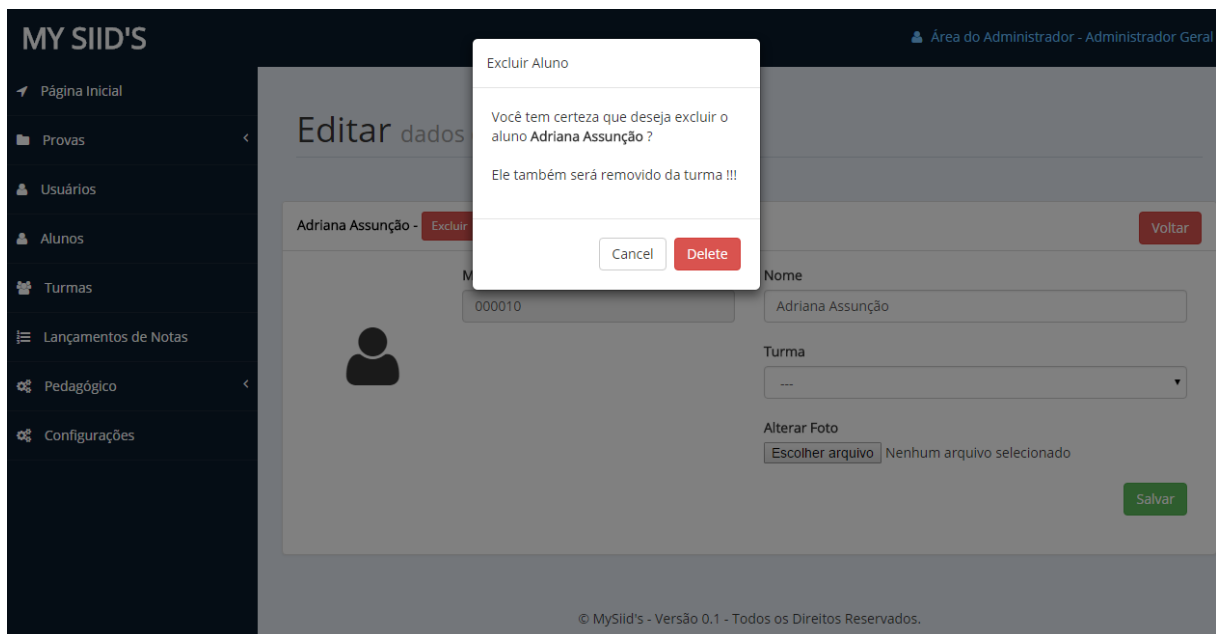 MY SIID'S
Área do Administrador - Administrador Geral
Página Inicial
Provas
Usuários
Alunos
Turmas
Lançamentos de Notas
Pedagógico
Configurações
Excluir Aluno
Você tem certeza que deseja excluir o
aluno Adriana Assunção ?
Ele também será removido da turma !!!
Cancel Delete
Editar dados
Adriana Assunção - Excluir
Voltar
000010
Nome
Adriana Assunção
Turma
---
Alterar Foto
Escolher arquivo Nenhum arquivo selecionado
Salvar
© MySiid's - Versão 0.1 - Todos os Direitos Reservados.